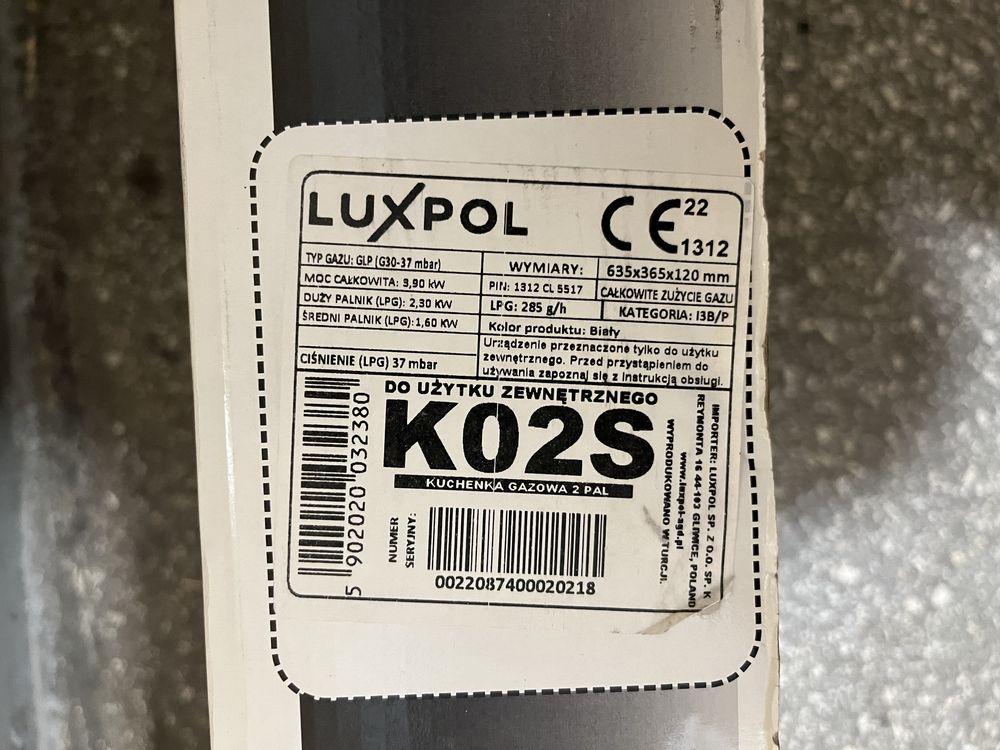 LUXPOL
CE 22
1312
TYP GAZU: GLP (G30-37 mbar)
MOC CAŁKOWITA: 3,90 kW
DUŻY PALNIK (LPG): 2,30 KW
ŚREDNI PALNIK (LPG):1,60 KW
CIŚNIENIE (LPG) 37 mbar
WYMIARY:
635x365x120 mm
PIN: 1312 CL 5517
CAŁKOWITE ZUŻYCIE GAZU
LPG: 285 g/h
KATEGORIA: I3B/P
Kolor produktu: Biały
Urządzenie przeznaczone tylko do użytku
zewnętrznego. Przed przystąpieniem do
używania zapoznaj się z instrukcją obsługi.
DO UŻYTKU ZEWNĘTRZNEGO
K02S
KUCHENKA GAZOWA 2 PAL
5 902020 032380
NUMER
SERYJNY:
0022087400020218
IMPORTER: LUXPOL SP. Z O.O. SP. K
REYMONTA 16 44-193 GLIWICE, POLAND
www.luxpol-agd.pl
WYPRODUKOWANO W TURCJI.